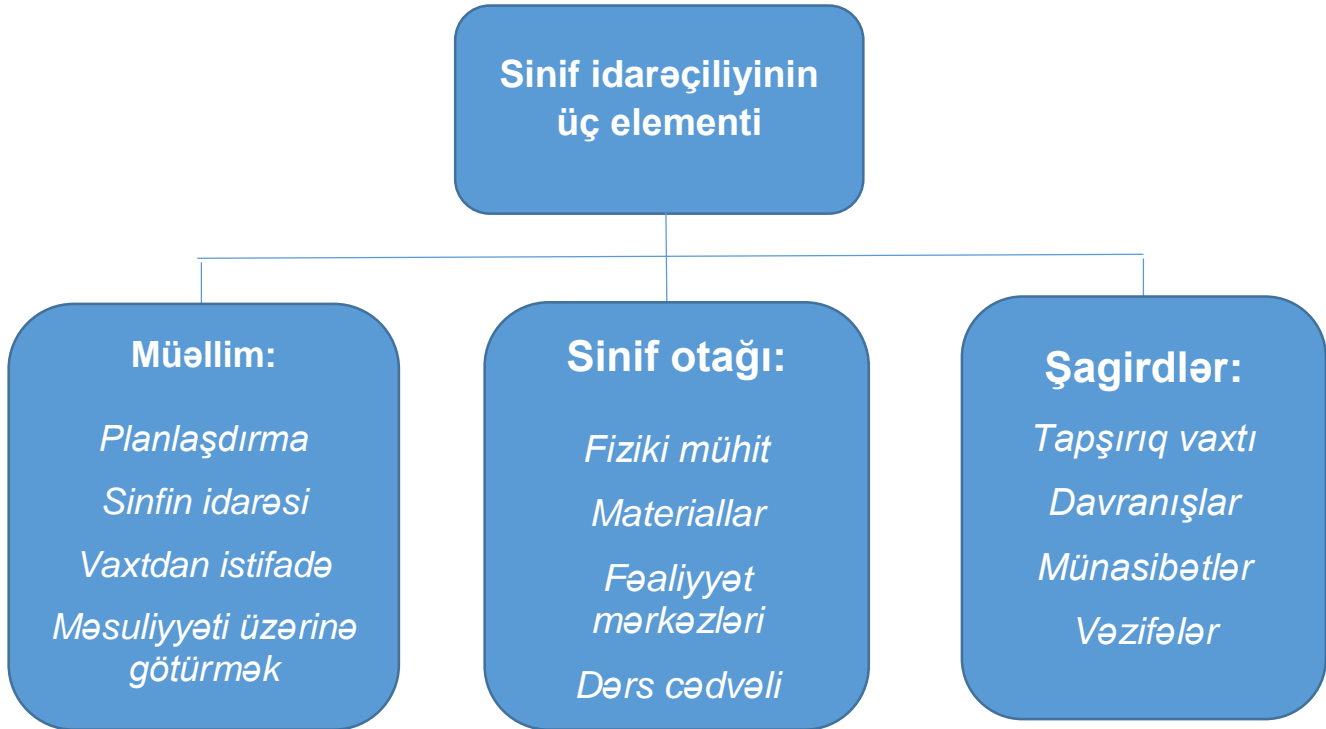 Sinif idarəçiliyinin
üç elementi
Müəllim:
Planlaşdırma
Sinfin idarəsi
Vaxtdan istifadə
Məsuliyyəti üzərinə
götürmək
Sinif otağı:
Fiziki mühit
Materiallar
Fəaliyyət
mərkəzləri
Dərs cədvəli
Şagirdlər:
Tapşırıq vaxtı
Davranışlar
Münasibətlər
Vəzifələr